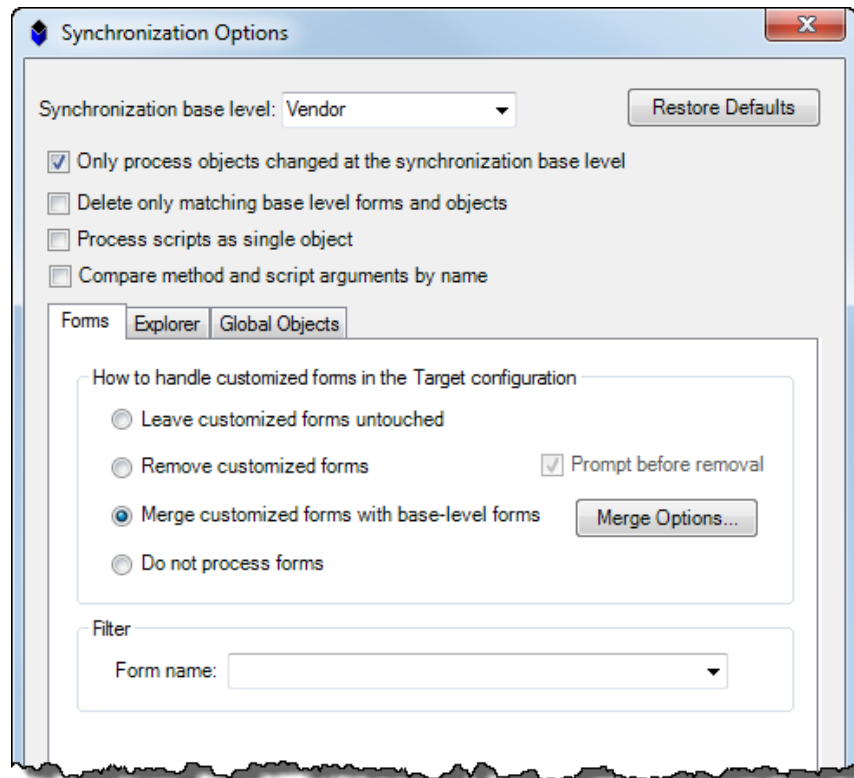 Synchronization Options
Synchronization base level: Vendor
Restore Defaults
Only process objects changed at the synchronization base level
Delete only matching base level forms and objects
Process scripts as single object
Compare method and script arguments by name
Forms Explorer Global Objects
How to handle customized forms in the Target configuration
Leave customized forms untouched
Remove customized forms Prompt before removal
Merge customized forms with base-level forms Merge Options...
Do not process forms
Filter
Form name: